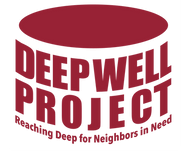 DEEPWELL
PROJECT
Reaching Deep for Neighbors in Need